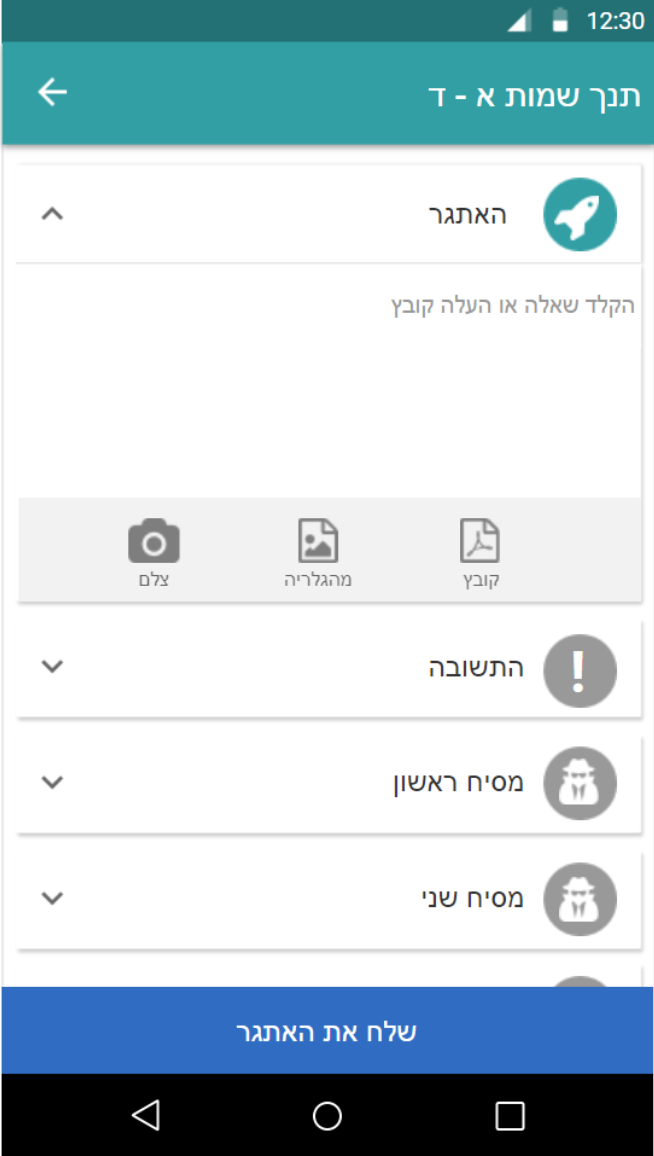 12:30
תנך שמות א - ד
האתגר
הקלד שאלה או העלה קובץ
קובץ
מהגלריה
צלם
התשובה
מסיח ראשון
מסיח שני
שלח את האתגר